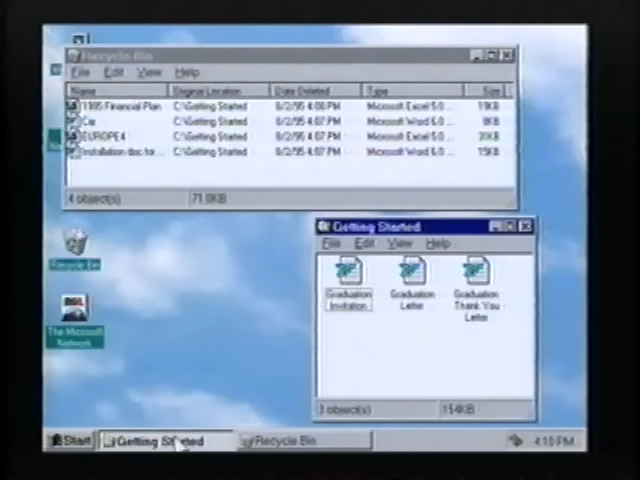 Recycle Bin
File Edit View Help
Name Original Location Date Deleted Type Size
1995 Financial Plan C:\Getting Started 8/2/95 4:08 PM Microsoft Excel 5.0 ... 19KB
Car C:\Getting Started 8/2/95 4:07 PM Microsoft Word 6.0 ... 8KB
EUROPE4 C:\Getting Started 8/2/95 4:07 PM Microsoft Excel 5.0 ...
Installation doc for ... C:\Getting Started 8/2/95 4:07 PM Microsoft Word 6.0 ... 15KB
4 object(s)
Getting Started
File Edit View Help
Graduation Invitation
Graduation Letter
Graduation Thank You Letter
3 object(s) 154KB
Recycle Bin
The Microsoft Network
Start Getting Started Recycle Bin 4:10 PM